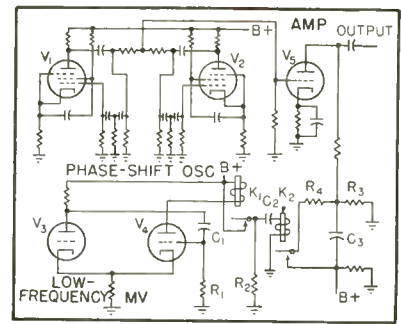 AMP
B+
OUTPUT
V1
V2
V5
PHASE-SHIFT OSC
B+
K1
C2
K2
R4
R3
V3
V4
C1
C3
LOW-
FREQUENCY
MV
R1
R2
B+